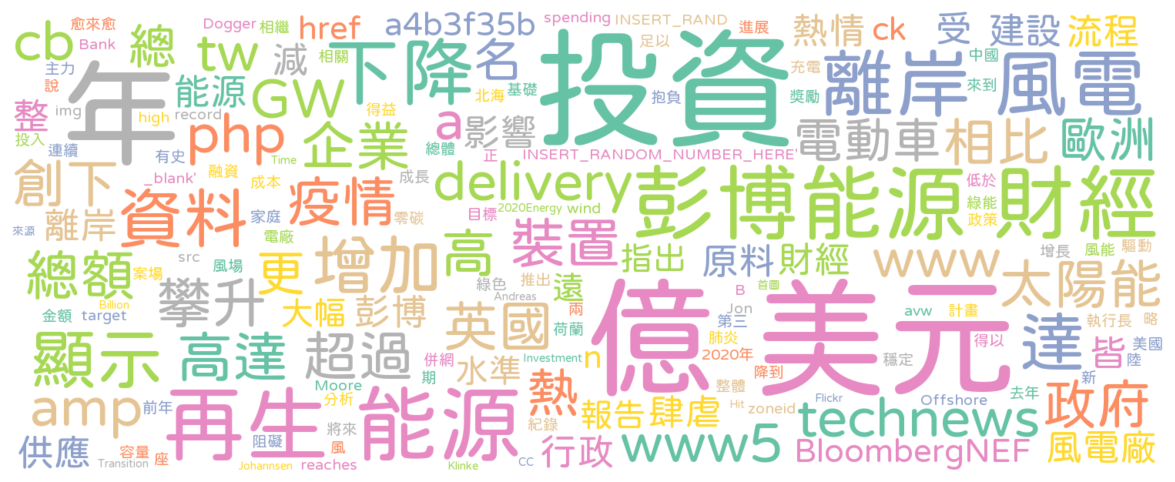 愈來愈 Dogger 相繼 href a4b3f35b spending INSERT_RAND 進展 熱情 ck 受 建設 流程
cb Bank 總 tw 減 相關 下降 名 足以 投資 充電 離岸 風電 中國
主力 說 年 能源 GW 得益 北海 基礎 抱負 獎勵 來到
整 img high record php 企業 a 影響 總體 電動車 相比 歐洲
投入 連續 有史 正 INSERT_RANDOM_NUMBER_HERE'
創下 _blank' 融資 Time 成本 成長 delivery 彭博能源 財經 低於 綠能 政策
離岸 資料 家庭 疫情 零碳 目標 2020Energy wind
來源 電廠 高 裝置 指出 原料 財經 www 增長 風能 驅動
總額 案場 src 風場 更 增加 綠色 推出 Andreas 遠 首圖 太陽能
Billion 金額 target 攀升 大幅 彭博 英國 兩 荷蘭 億 美元 B Jon 第三 avw 計畫 執行長 略
顯示 高達 超過 併網 期 水準 Investment n 肺炎 2020年 降到 穩定 得以 達 皆 美國 陸
amp 前年 再生 能源 Moore 分析 將來 風 熱 紀錄 整體 Hit zoneid Flickr Offshore 去年 新 政府
供應 容量 座 Transition 阻礙 Johannsen reaches Klinke CC 行政 報告 肆虐 www5 technews BloombergNEF 風電廠